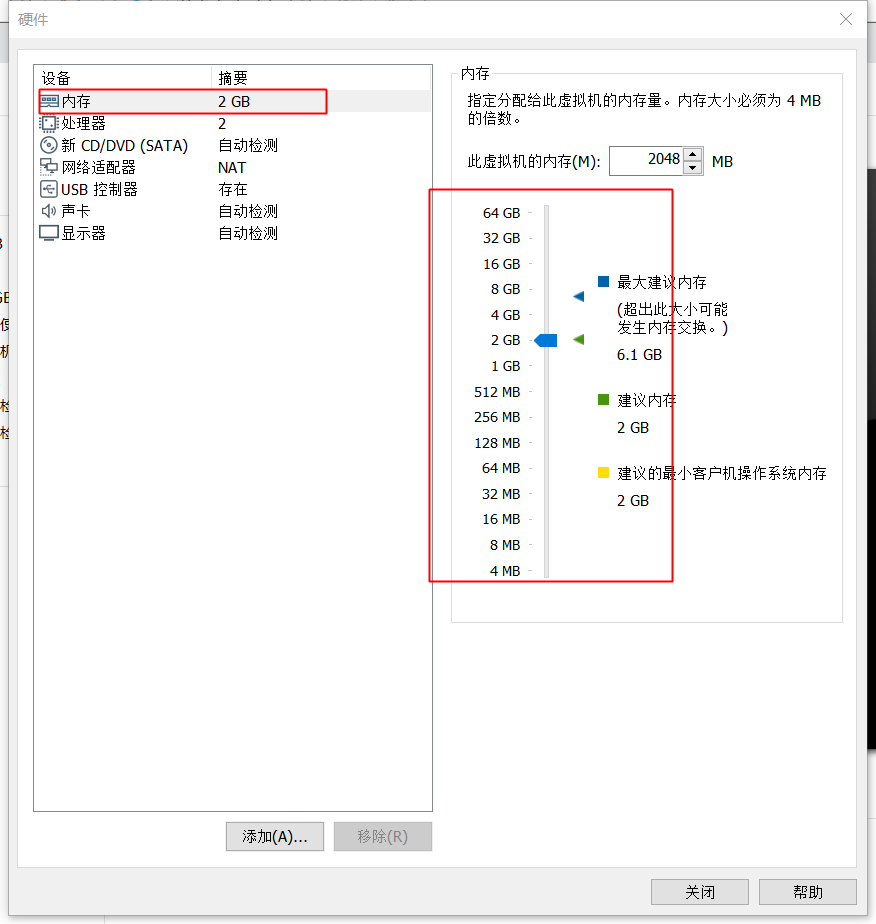 硬件
设备 摘要
内存 2 GB
处理器 2
新 CD/DVD (SATA) 自动检测
网络适配器 NAT
USB 控制器 存在
声卡 自动检测
显示器 自动检测
添加(A)...
移除(R)
内存
指定分配给此虚拟机的内存量。内存大小必须为 4 MB
的倍数。
此虚拟机的内存(M): 2048 MB
64 GB
32 GB
16 GB
8 GB
4 GB
2 GB
1 GB
512 MB
256 MB
128 MB
64 MB
32 MB
16 MB
8 MB
4 MB
最大建议内存
(超出此大小可能
发生内存交换。)
6.1 GB
建议内存
2 GB
建议的最小客户机操作系统内存
2 GB
关闭
帮助